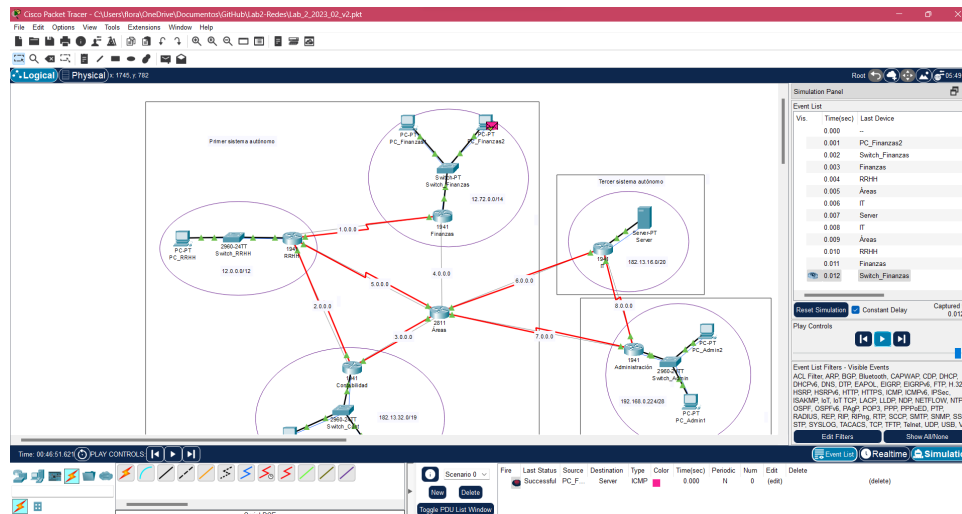 Cisco Packet Tracer - C:\Users\flora\OneDrive\Documentos\GitHub\Lab2-Redes\Lab_2_2023_02_v2.pkt
File Edit Options View Tools Extensions Window Help
Logical Physical x: 1745, y: 782
Root 05:49
Simulation Panel
Event List
Vis. Time(sec) Last Device
0.000 --
0.001 PC_Finanzas2
0.002 Switch_Finanzas
0.003 Finanzas
0.004 RRHH
0.005 Áreas
0.006 IT
0.007 Server
0.008 IT
0.009 Áreas
0.010 RRHH
0.011 Finanzas
0.012 Switch_Finanzas
Reset Simulation Constant Delay Captured
0.012
Play Controls
Event List Filters - Visible Events
ACL Filter, ARP, BGP, Bluetooth, CAPWAP, CDP, DHCP,
DHCPv6, DNS, DTP, EAPOL, EIGRP, EIGRPv6, FTP, H.32
HSRP, HSRPv6, HTTP, HTTPS, ICMP, ICMPv6, IPSec,
ISAKMP, IoT, IoT TCP, LACP, LLDP, NDP, NETFLOW, NTP
OSPF, OSPFv6, PAgP, POP3, PPP, PPPoED, PTP,
RADIUS, REP, RIP, RIPng, RTP, SCCP, SMTP, SNMP, SS
STP, SYSLOG, TACACS, TCP, TFTP, Telnet, UDP, USB, V
Edit Filters Show All/None
Primer sistema autónomo
PC-PT
PC_Finanzas1
PC-PT
PC_Finanzas2
Switch-PT
Switch_Finanzas
12.72.0.0/14
1941
Finanzas
1.0.0.0
PC-PT
PC_RRHH
2960-24TT
Switch_RRHH
1941
RRHH
12.0.0.0/12
4.0.0.0
5.0.0.0
2.0.0.0
3.0.0.0
2811
Áreas
6.0.0.0
7.0.0.0
8.0.0.0
Tercer sistema autónomo
Server-PT
Server
1941
IT
182.13.16.0/20
1941
Administración
PC-PT
PC_Admin2
2960-24TT
Switch_Admin
192.168.0.224/28
PC-PT
PC_Admin1
1941
Contabilidad
182.13.32.0/19
2960-24TT
Switch_Cont
PC-PT
Time: 00:46:51.621 PLAY CONTROLS:
Event List Realtime Simulatio
Scenario 0
New Delete
Toggle PDU List Window
Fire Last Status Source Destination Type Color Time(sec) Periodic Num Edit Delete
Successful PC_F... Server ICMP 0.000 N 0 (edit) (delete)